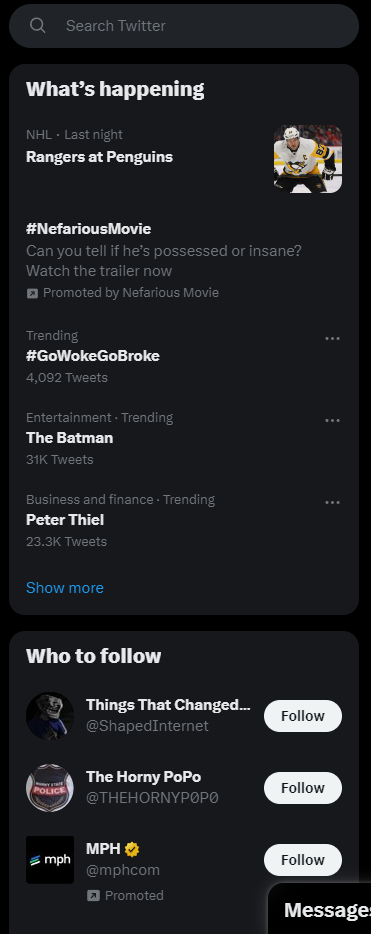 Search Twitter
What's happening
NHL · Last night
Rangers at Penguins
#NefariousMovie
Can you tell if he's possessed or insane?
Watch the trailer now
Promoted by Nefarious Movie
Trending
#GoWokeGoBroke
4,092 Tweets
Entertainment · Trending
The Batman
31K Tweets
Business and finance · Trending
Peter Thiel
23.3K Tweets
Show more
Who to follow
Things That Changed...
@ShapedInternet
Follow
The Horny PoPo
@THEHORNYP0P0
Follow
POLICE
mph
MPH
@mphcom
Follow
Promoted
Messages